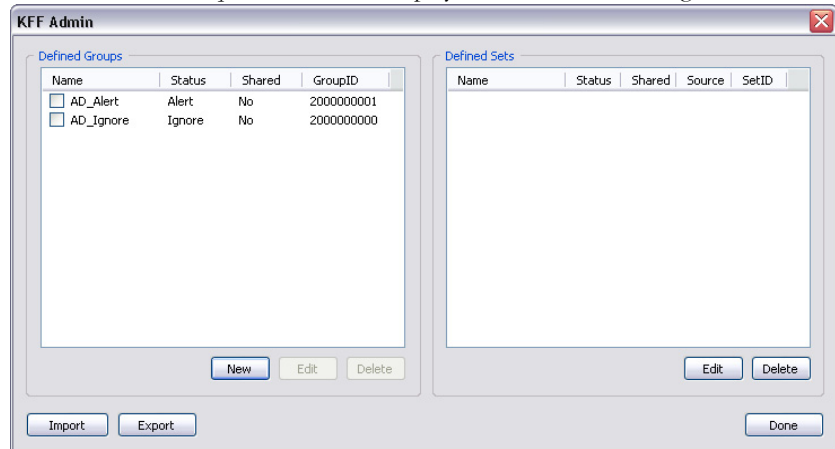 KFF Admin
Defined Groups
Name Status Shared GroupID
AD_Alert Alert No 2000000001
AD_Ignore Ignore No 2000000000
New Edit Delete
Defined Sets
Name Status Shared Source SetID
Edit Delete
Import Export Done